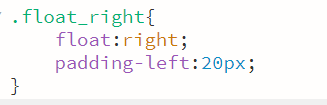 .float_right{
    float:right;
    padding-left:20px;
}